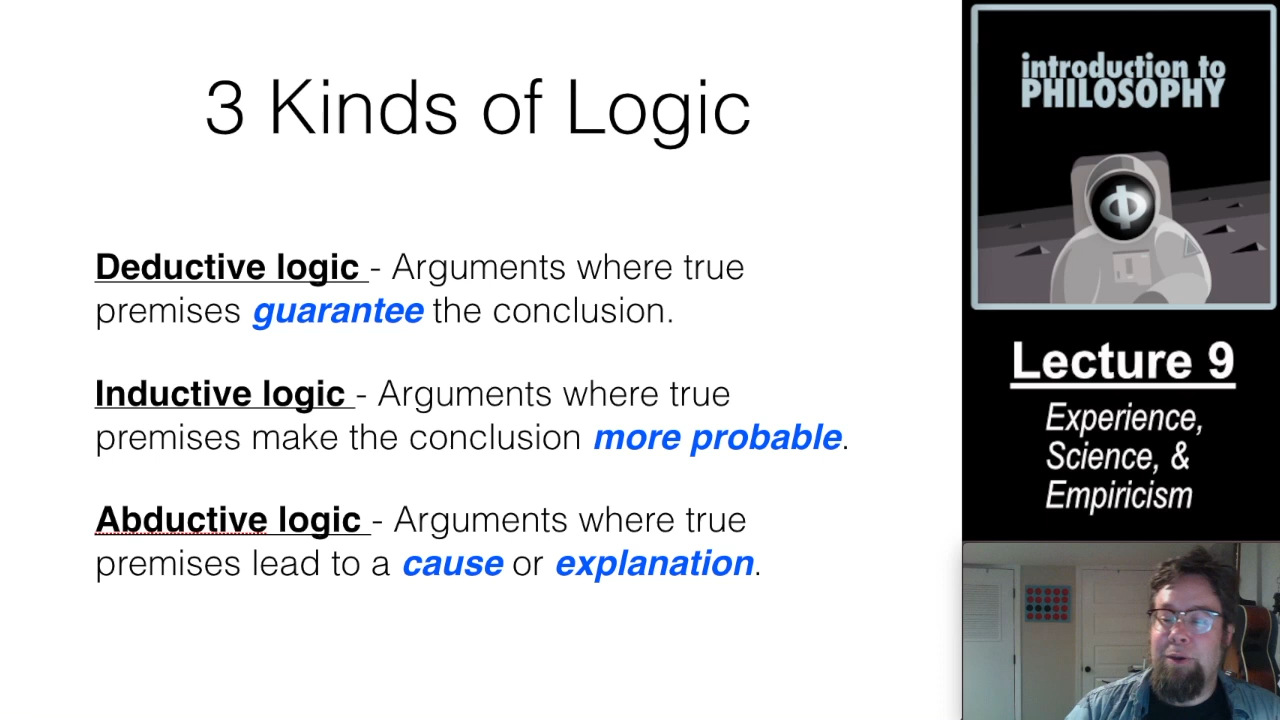 3 Kinds of Logic
Deductive logic - Arguments where true
premises guarantee the conclusion.
Inductive logic - Arguments where true
premises make the conclusion more probable.
Abductive logic - Arguments where true
premises lead to a cause or explanation.
introduction to
PHILOSOPHY
Φ
Lecture 9
Experience,
Science, &
Empiricism